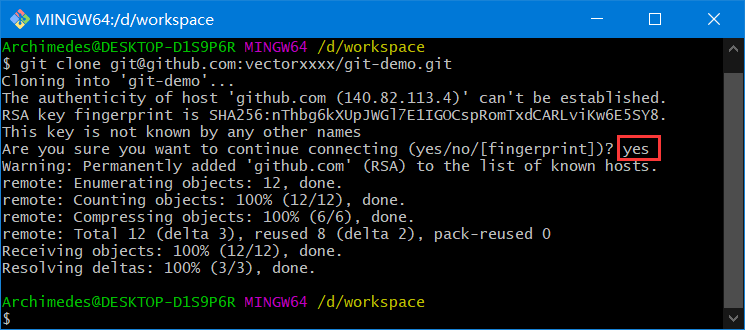 MINGW64:/d/workspace
Archimedes@DESKTOP-D1S9P6R MINGW64 /d/workspace
$ git clone git@github.com:vectorxxxx/git-demo.git
Cloning into 'git-demo'...
The authenticity of host 'github.com (140.82.113.4)' can't be established.
RSA key fingerprint is SHA256:nThbg6kXUpJWGl7E1IGOCspRomTxdCARLviKw6E5SY8.
This key is not known by any other names
Are you sure you want to continue connecting (yes/no/[fingerprint])? yes
Warning: Permanently added 'github.com' (RSA) to the list of known hosts.
remote: Enumerating objects: 12, done.
remote: Counting objects: 100% (12/12), done.
remote: Compressing objects: 100% (6/6), done.
remote: Total 12 (delta 3), reused 8 (delta 2), pack-reused 0
Receiving objects: 100% (12/12), done.
Resolving deltas: 100% (3/3), done.
Archimedes@DESKTOP-D1S9P6R MINGW64 /d/workspace
$